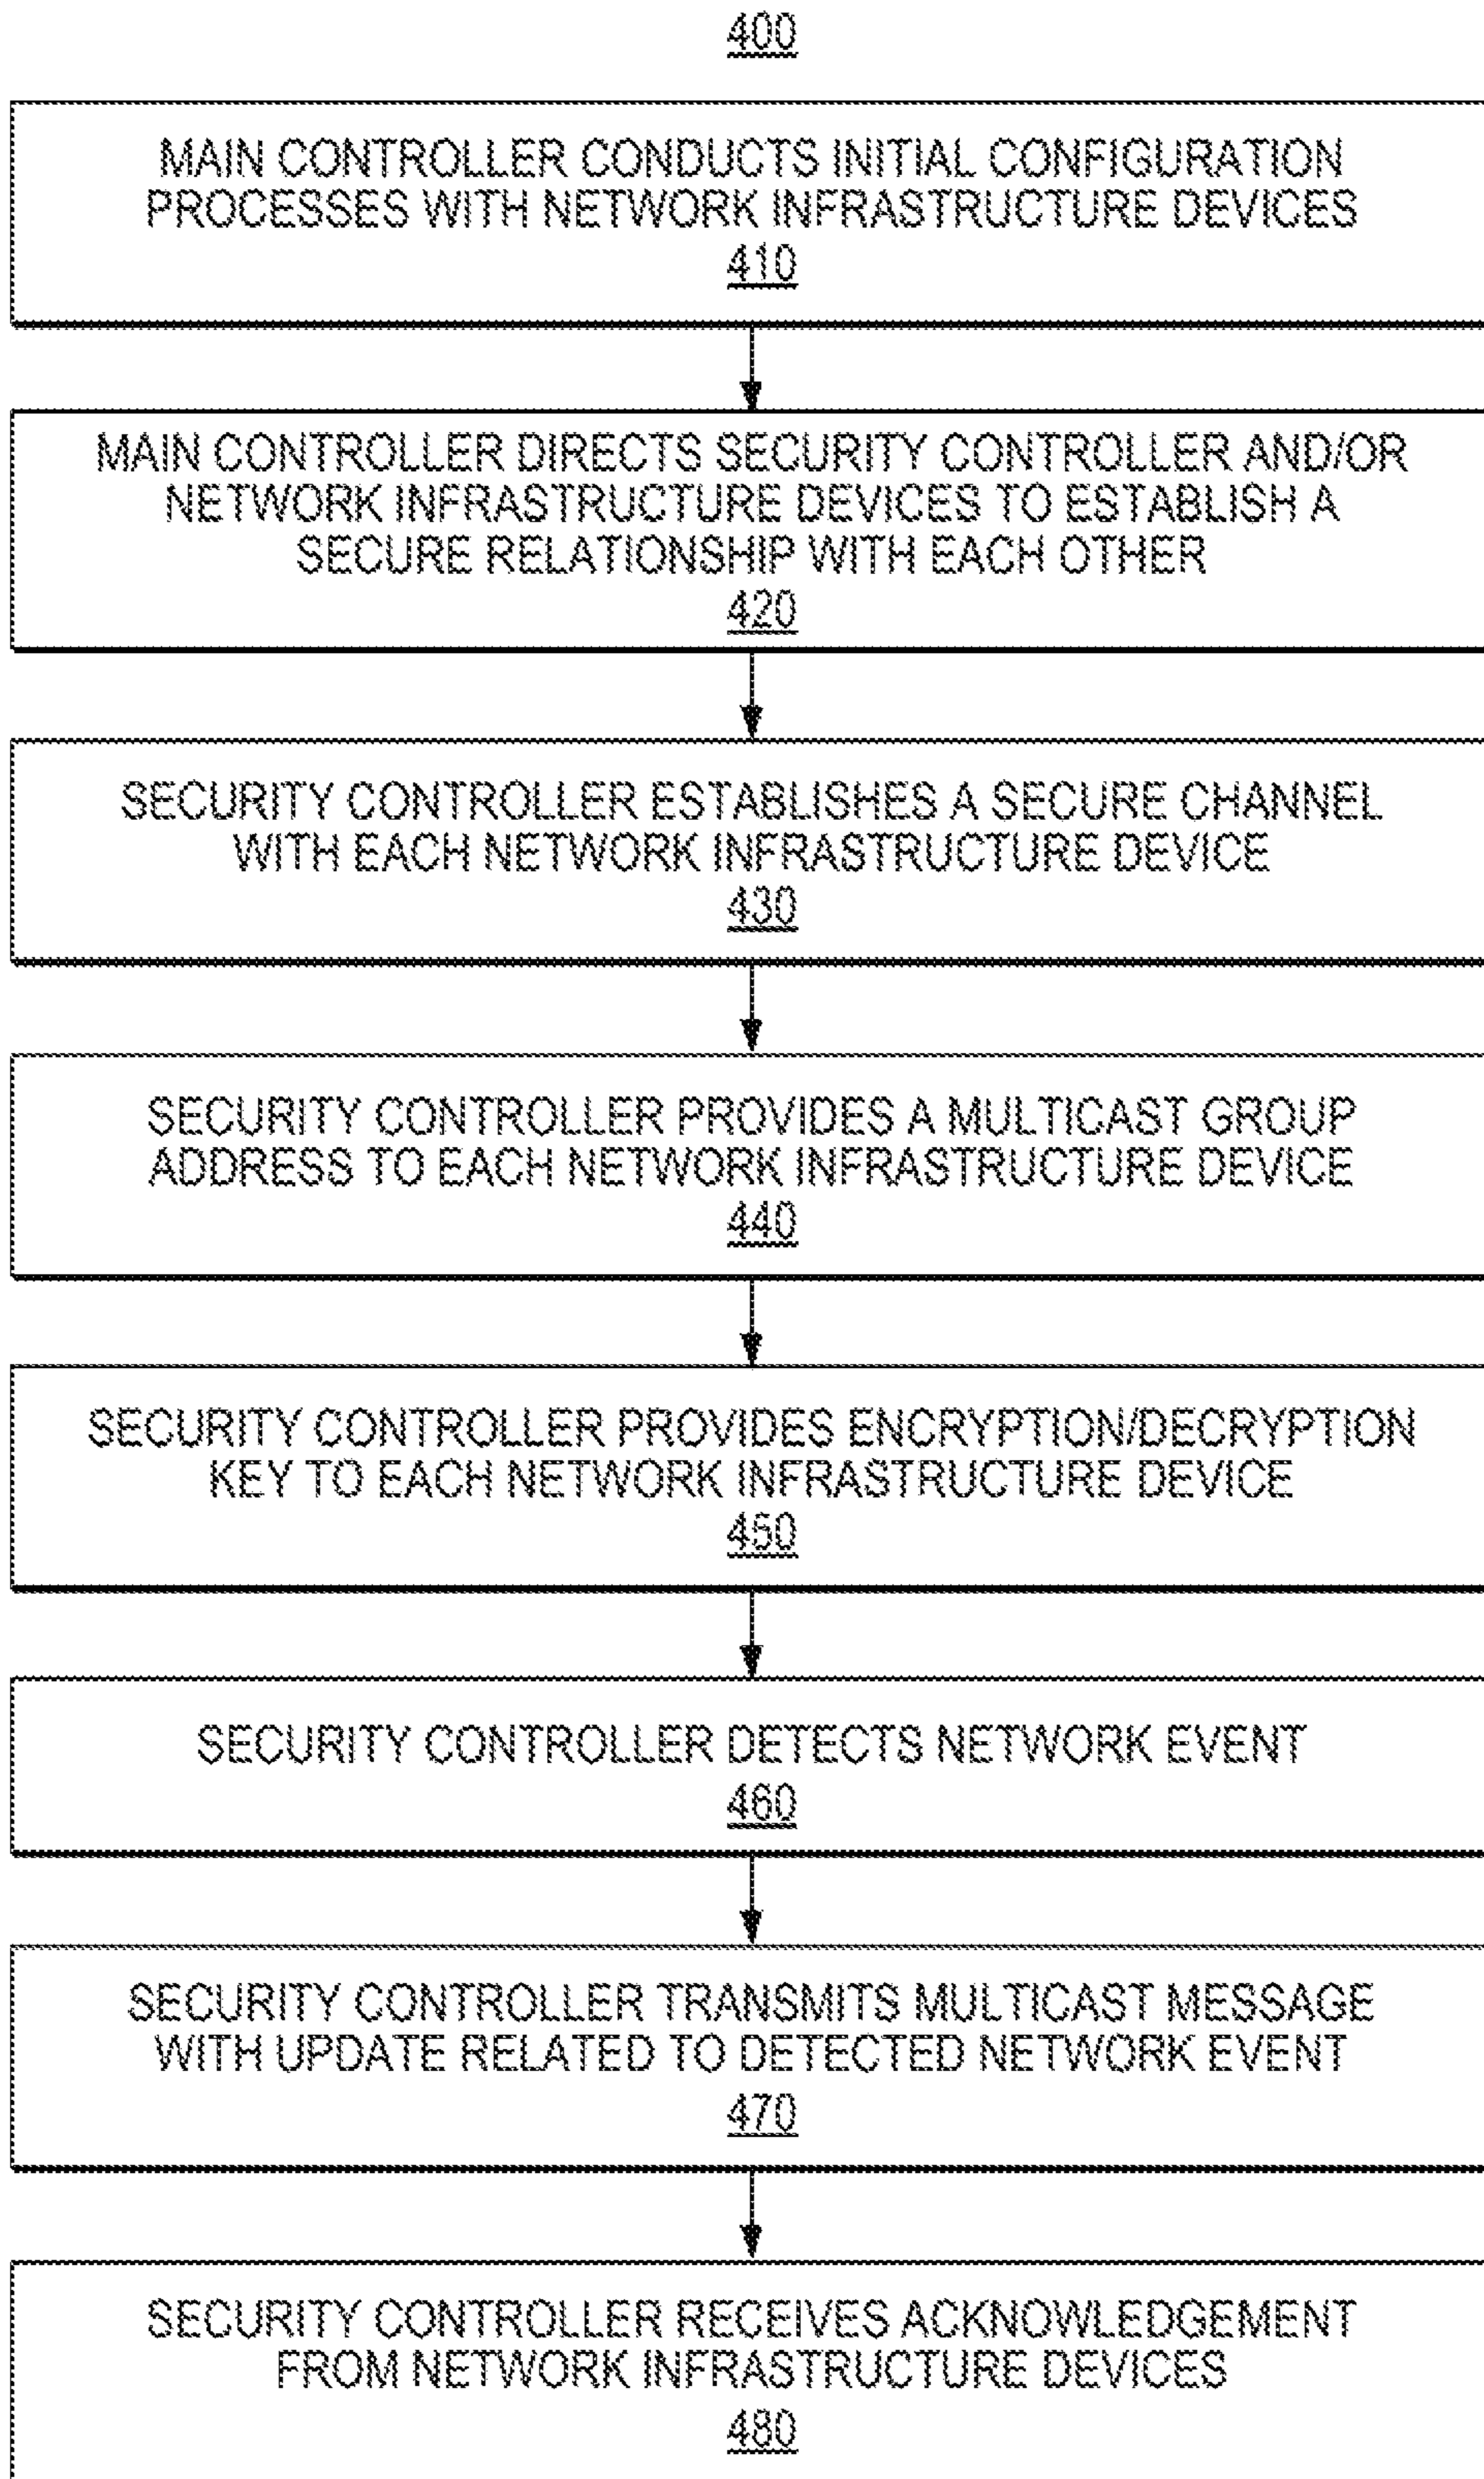 400
MAIN CONTROLLER CONDUCTS INITIAL CONFIGURATION
PROCESSES WITH NETWORK INFRASTRUCTURE DEVICES
410
MAIN CONTROLLER DIRECTS SECURITY CONTROLLER AND/OR
NETWORK INFRASTRUCTURE DEVICES TO ESTABLISH A
SECURE RELATIONSHIP WITH EACH OTHER
420
SECURITY CONTROLLER ESTABLISHES A SECURE CHANNEL
WITH EACH NETWORK INFRASTRUCTURE DEVICE
430
SECURITY CONTROLLER PROVIDES A MULTICAST GROUP
ADDRESS TO EACH NETWORK INFRASTRUCTURE DEVICE
440
SECURITY CONTROLLER PROVIDES ENCRYPTION/DECRYPTION
KEY TO EACH NETWORK INFRASTRUCTURE DEVICE
450
SECURITY CONTROLLER DETECTS NETWORK EVENT
460
SECURITY CONTROLLER TRANSMITS MULTICAST MESSAGE
WITH UPDATE RELATED TO DETECTED NETWORK EVENT
470
SECURITY CONTROLLER RECEIVES ACKNOWLEDGEMENT
FROM NETWORK INFRASTRUCTURE DEVICES
480